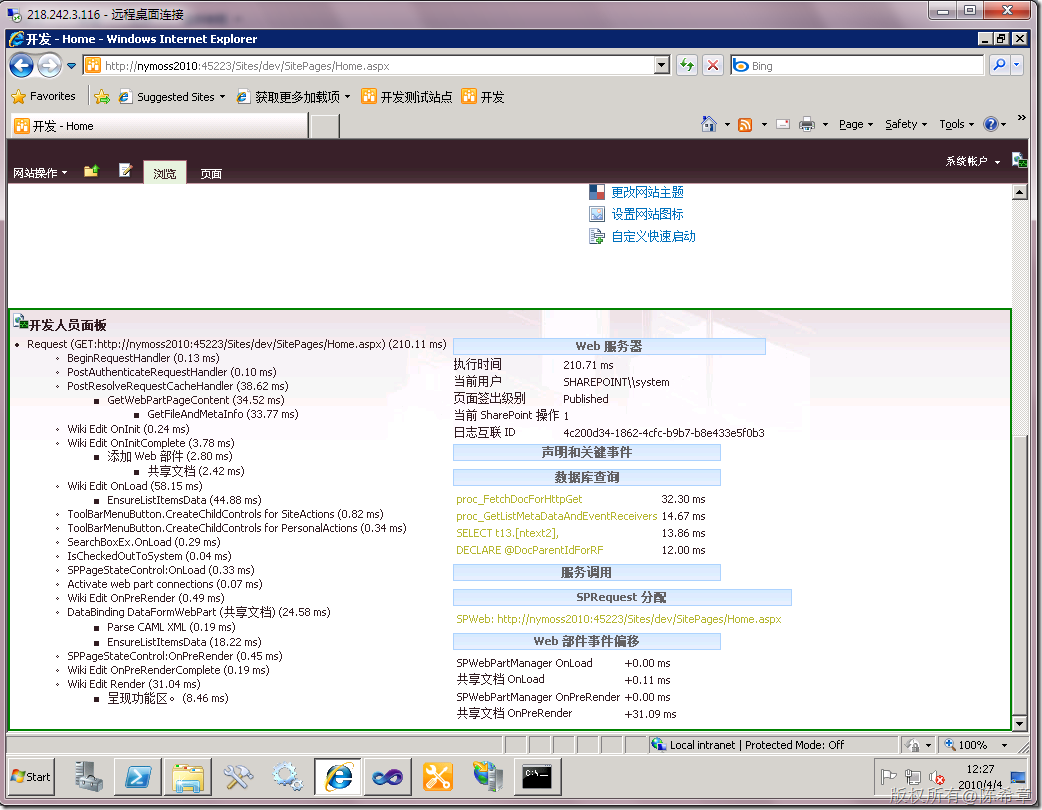 218.242.3.116 - 远程桌面连接
开发 - Home - Windows Internet Explorer
http://nymoss2010:45223/Sites/dev/SitePages/Home.aspx
Bing
Favorites
Suggested Sites
获取更多加载项
开发测试站点
开发
开发 - Home
Page
Safety
Tools
系统帐户
网站操作
浏览
页面
更改网站主题
设置网站图标
自定义快速启动
开发人员面板
Request (GET:http://nymoss2010:45223/Sites/dev/SitePages/Home.aspx) (210.11 ms)
BeginRequestHandler (0.13 ms)
PostAuthenticateRequestHandler (0.10 ms)
PostResolveRequestCacheHandler (38.62 ms)
GetWebPartPageContent (34.52 ms)
GetFileAndMetaInfo (33.77 ms)
Wiki Edit OnInit (0.24 ms)
Wiki Edit OnInitComplete (3.78 ms)
添加 Web 部件 (2.80 ms)
共享文档 (2.42 ms)
Wiki Edit OnLoad (58.15 ms)
EnsureListItemsData (44.88 ms)
ToolBarMenuButton.CreateChildControls for SiteActions (0.82 ms)
ToolBarMenuButton.CreateChildControls for PersonalActions (0.34 ms)
SearchBoxEx.OnLoad (0.29 ms)
IsCheckedOutToSystem (0.04 ms)
SPPageStateControl:OnLoad (0.33 ms)
Activate web part connections (0.07 ms)
Wiki Edit OnPreRender (0.49 ms)
DataBinding DataFormWebPart (共享文档) (24.58 ms)
Parse CAML XML (0.19 ms)
EnsureListItemsData (18.22 ms)
SPPageStateControl:OnPreRender (0.45 ms)
Wiki Edit OnPreRenderComplete (0.19 ms)
Wiki Edit Render (31.04 ms)
呈现功能区。 (8.46 ms)
Web 服务器
执行时间 210.71 ms
当前用户 SHAREPOINT\\system
页面签出级别 Published
当前 SharePoint 操作 1
日志互联 ID 4c200d34-1862-4cfc-b9b7-b8e433e5f0b3
声明和关键事件
数据库查询
proc_FetchDocForHttpGet 32.30 ms
proc_GetListMetaDataAndEventReceivers 14.67 ms
SELECT t13.[ntext2], 13.86 ms
DECLARE @DocParentIdForRF 12.00 ms
服务调用
SPRequest 分配
SPWeb: http://nymoss2010:45223/Sites/dev/SitePages/Home.aspx
Web 部件事件偏移
SPWebPartManager OnLoad +0.00 ms
共享文档 OnLoad +0.11 ms
SPWebPartManager OnPreRender +0.00 ms
共享文档 OnPreRender +31.09 ms
Local intranet | Protected Mode: Off
100%
Start
C:\_
12:27
2010/4/4
版权所有@陈希章